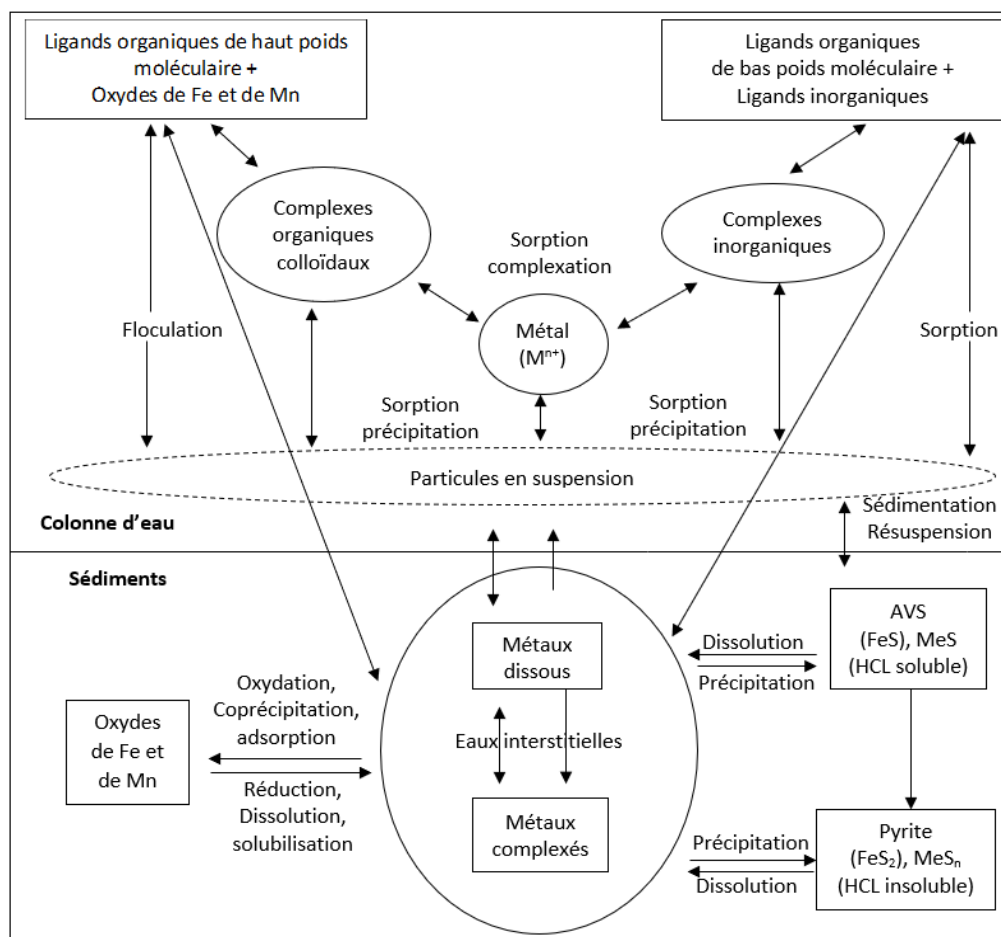 Ligands organiques de haut poids
moléculaire +
Oxydes de Fe et de Mn
Ligands organiques
de bas poids moléculaire +
Ligands inorganiques
Complexes
organiques
colloïdaux
Sorption
complexation
Complexes
inorganiques
Floculation
Métal
(Mⁿ⁺)
Sorption
Sorption
précipitation
Sorption
précipitation
Particules en suspension
Colonne d’eau
Sédimentation
Résuspension
Sédiments
Métaux
dissous
Dissolution
Précipitation
AVS
(FeS), MeS
(HCL soluble)
Oxydation,
Coprécipitation,
adsorption
Oxydes
de Fe et
de Mn
Réduction,
Dissolution,
solubilisation
Eaux interstitielles
Métaux
complexés
Précipitation
Dissolution
Pyrite
(FeS₂), MeSₙ
(HCL insoluble)